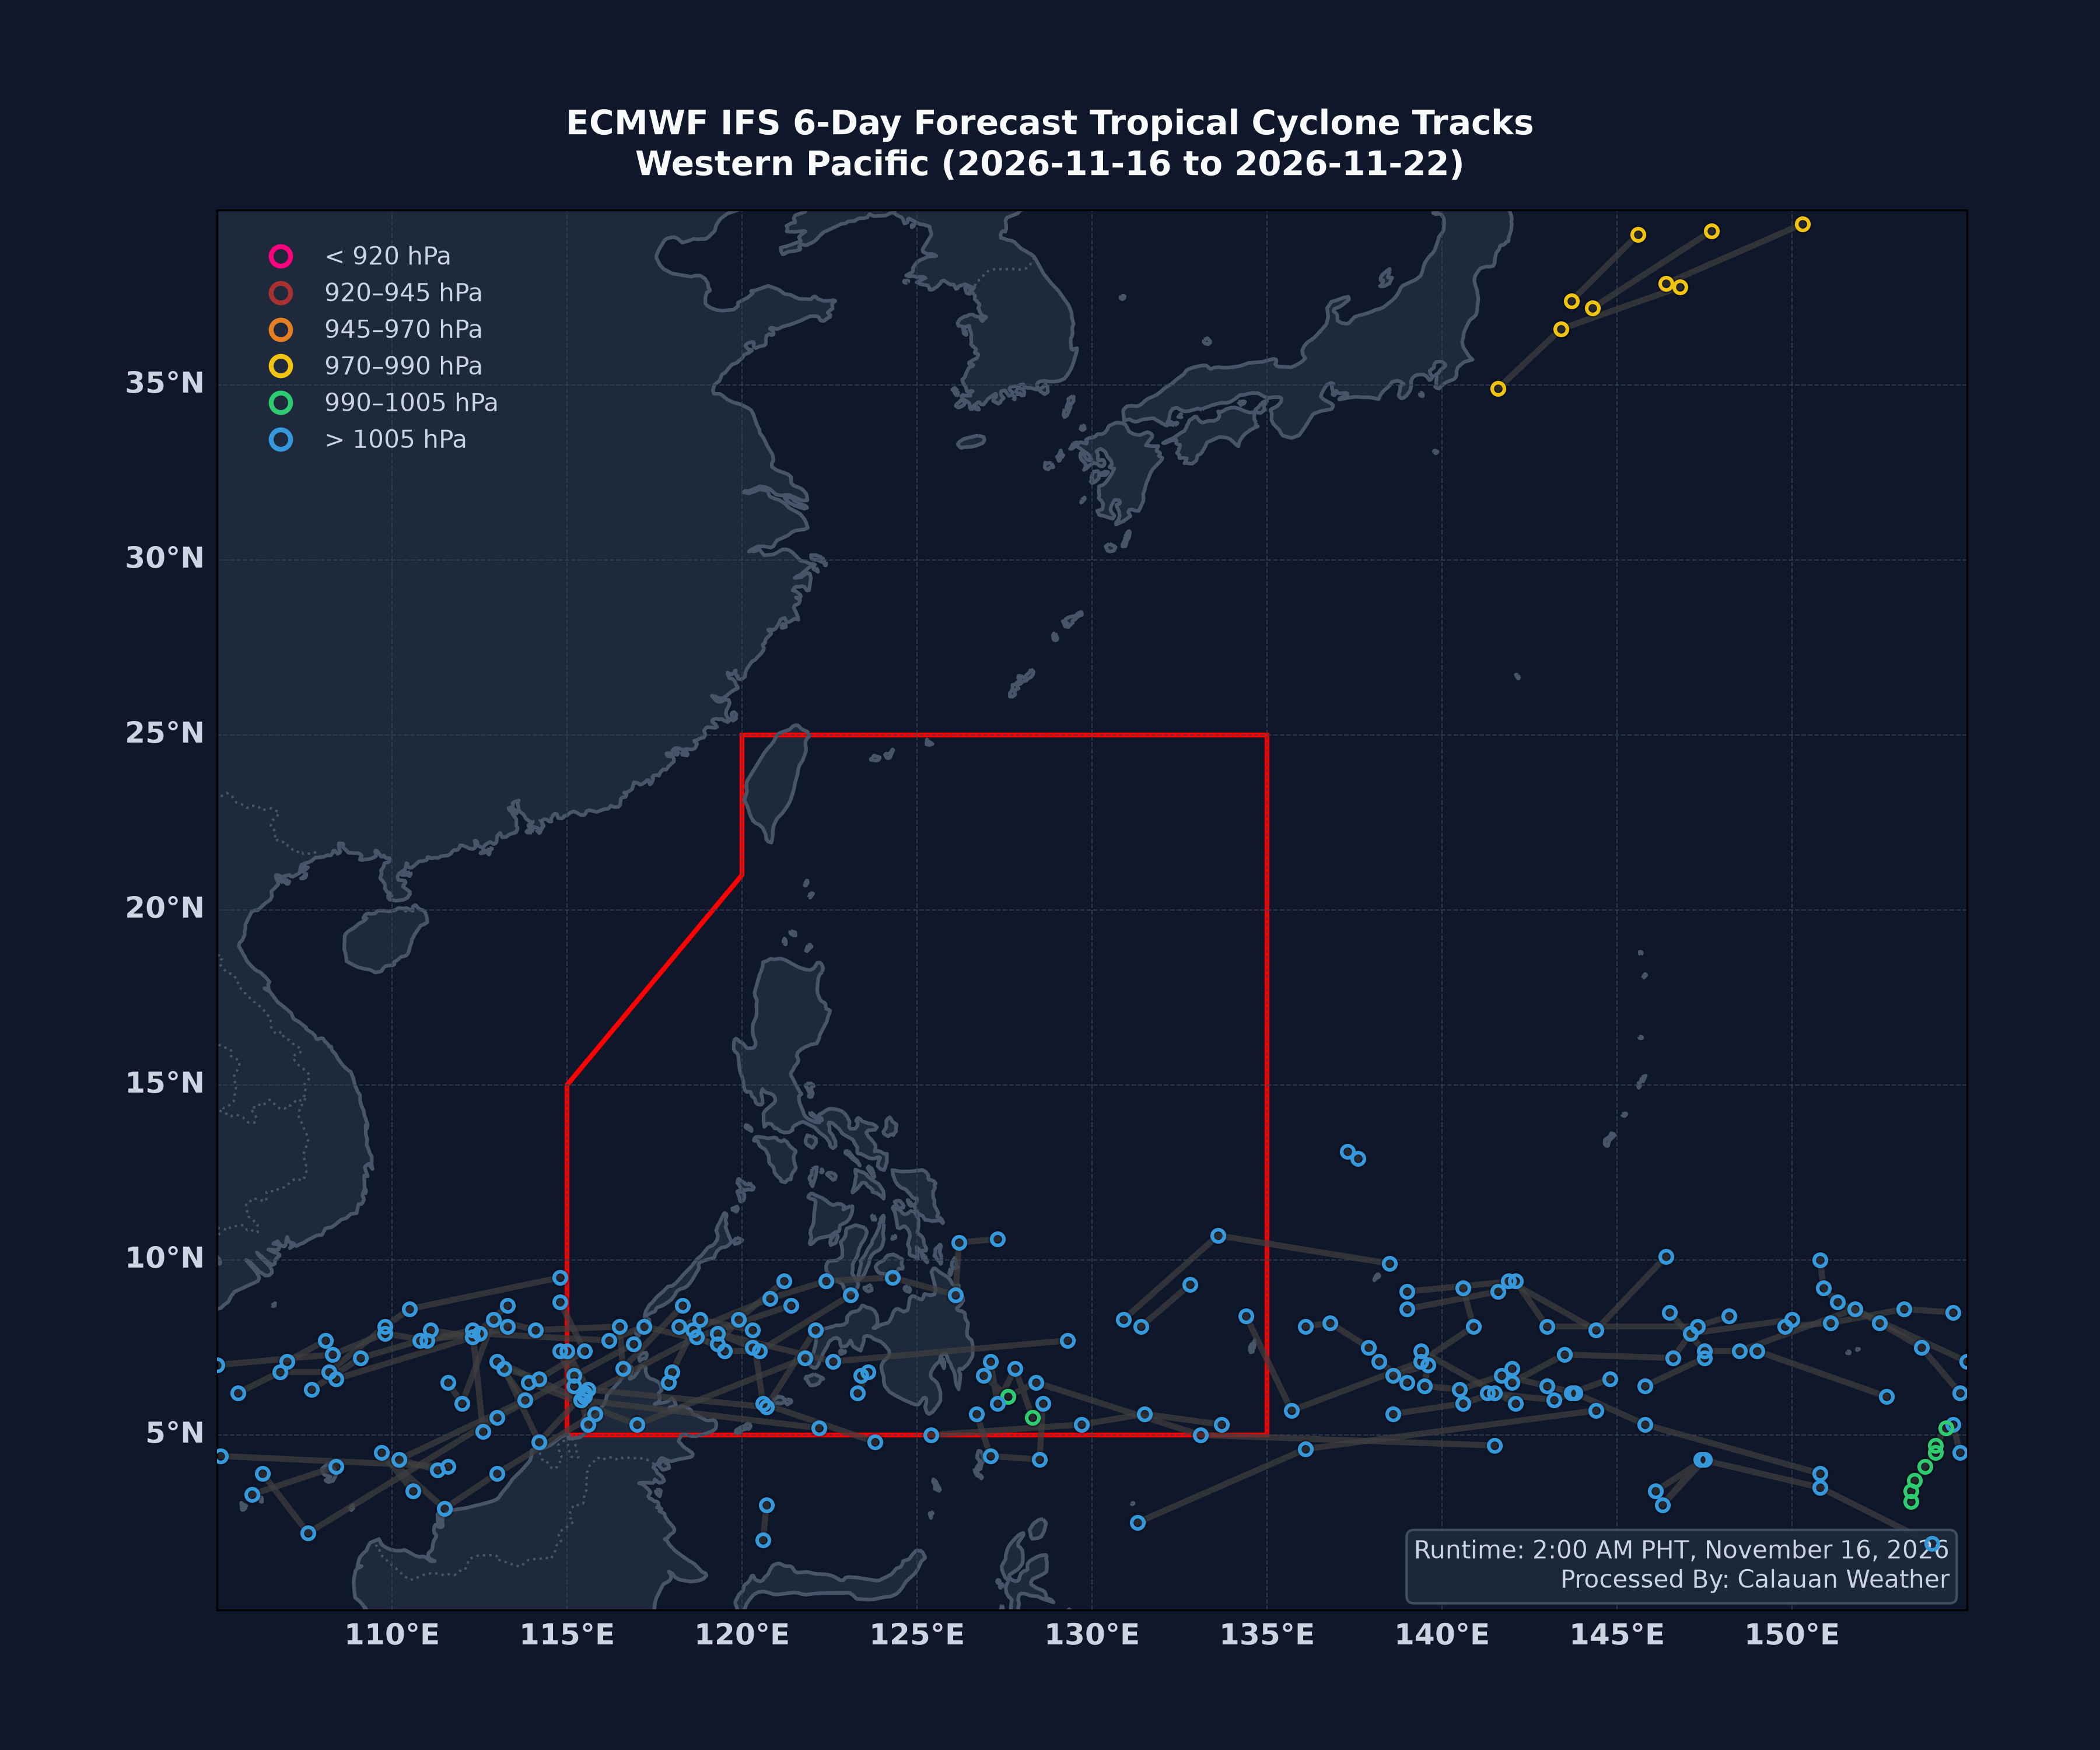 ECMWF IFS 6-Day Forecast Tropical Cyclone Tracks
Western Pacific (2026-11-16 to 2026-11-22)
< 920 hPa
920–945 hPa
945–970 hPa
970–990 hPa
990–1005 hPa
> 1005 hPa
35°N
30°N
25°N
20°N
15°N
10°N
5°N
Runtime: 2:00 AM PHT, November 16, 2026
Processed By: Calauan Weather
110°E
115°E
120°E
125°E
130°E
135°E
140°E
145°E
150°E